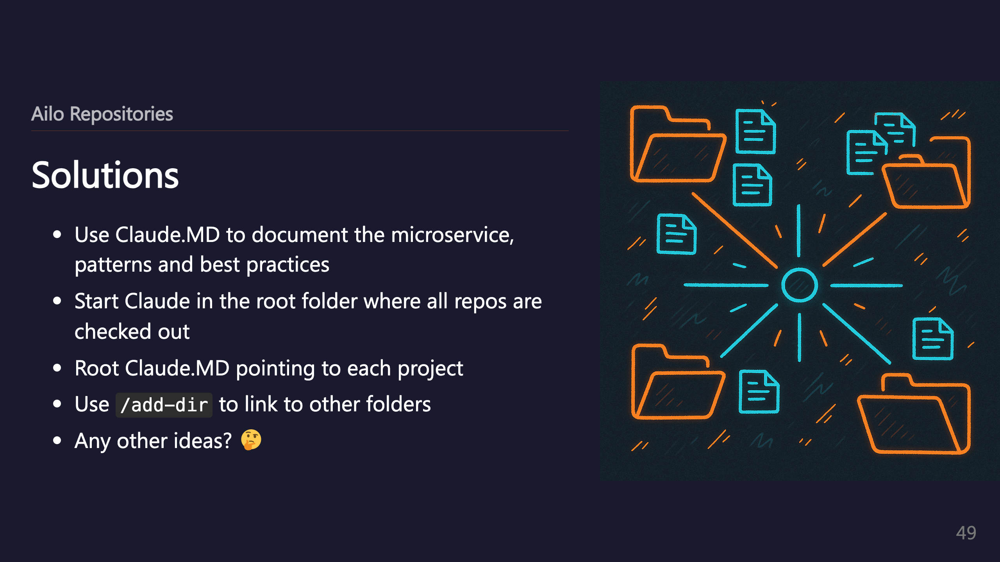 Ailo Repositories
Solutions
• Use Claude.MD to document the microservice,
patterns and best practices
• Start Claude in the root folder where all repos are
checked out
• Root Claude.MD pointing to each project
• Use /add-dir to link to other folders
• Any other ideas? 🤔
49